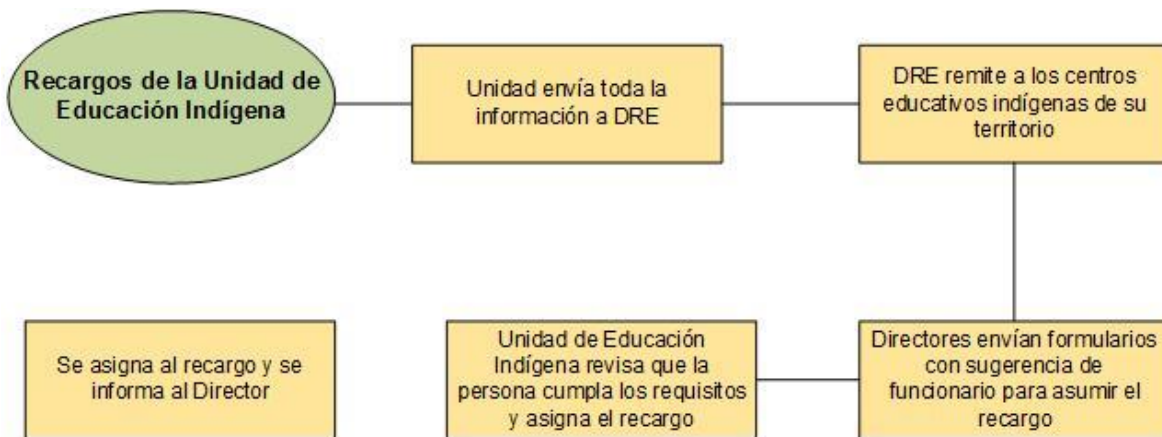 Recargos de la Unidad de
Educación Indígena
Unidad envía toda la
información a DRE
DRE remite a los centros
educativos indígenas de su
territorio
Directores envían formularios
con sugerencia de
funcionario para asumir el
recargo
Unidad de Educación
Indígena revisa que la
persona cumpla los requisitos
y asigna el recargo
Se asigna al recargo y se
informa al Director